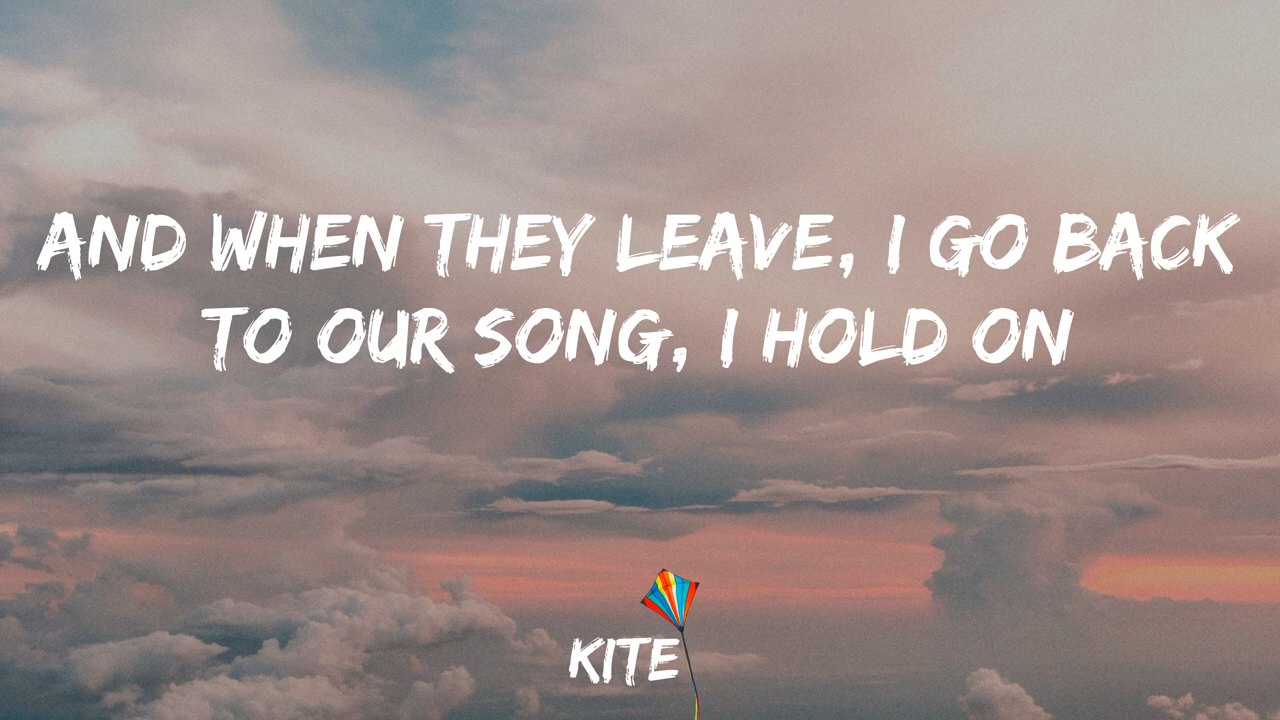 AND WHEN THEY LEAVE, I GO BACK
TO OUR SONG, I HOLD ON
KITE